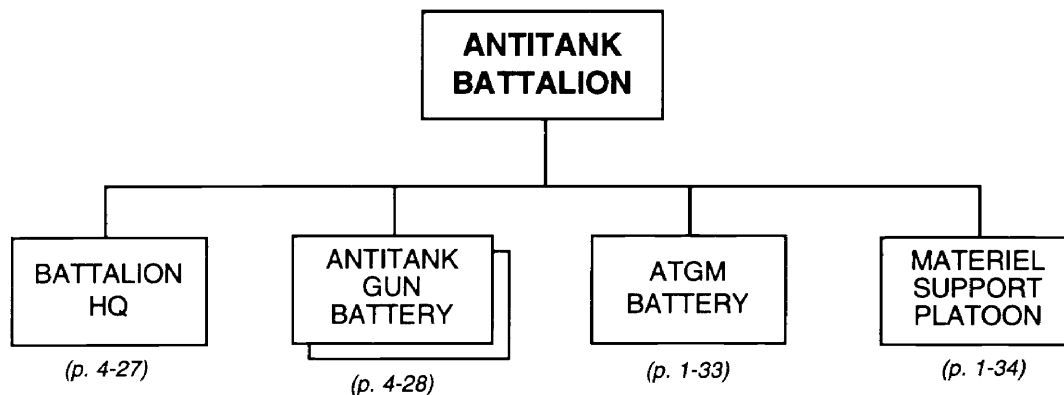 ANTITANK
BATTALION
BATTALION
HQ
(p. 4-27)
ANTITANK
GUN
BATTERY
(p. 4-28)
ATGM
BATTERY
(p. 1-33)
MATERIEL
SUPPORT
PLATOON
(p. 1-34)